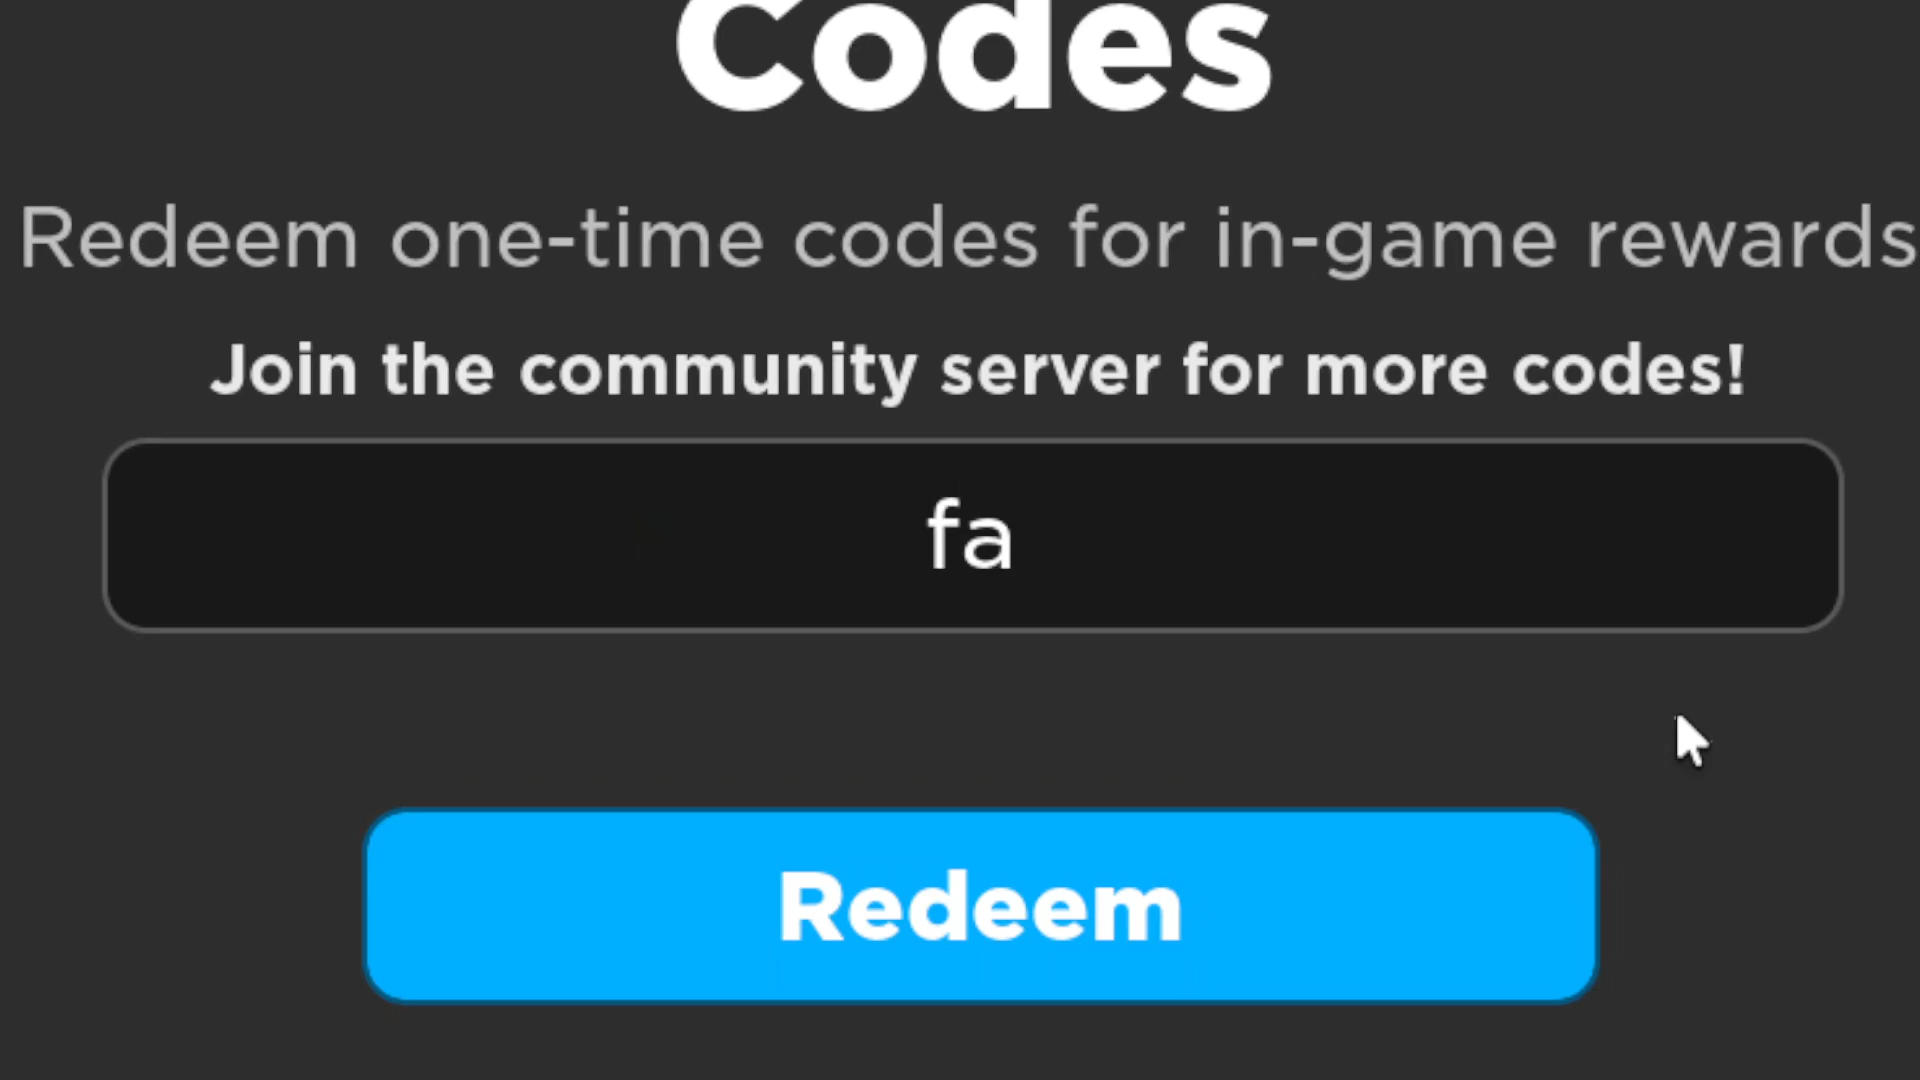 Codes
Redeem one-time codes for in-game rewards
Join the community server for more codes!
fa
Redeem